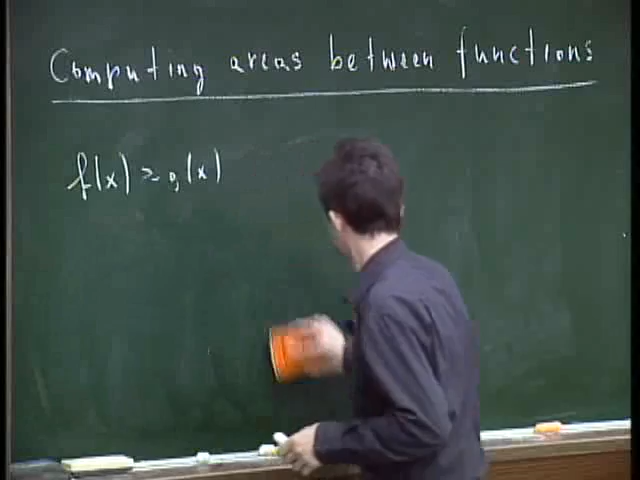 Computing areas between functions
f(x) ≥ g(x)